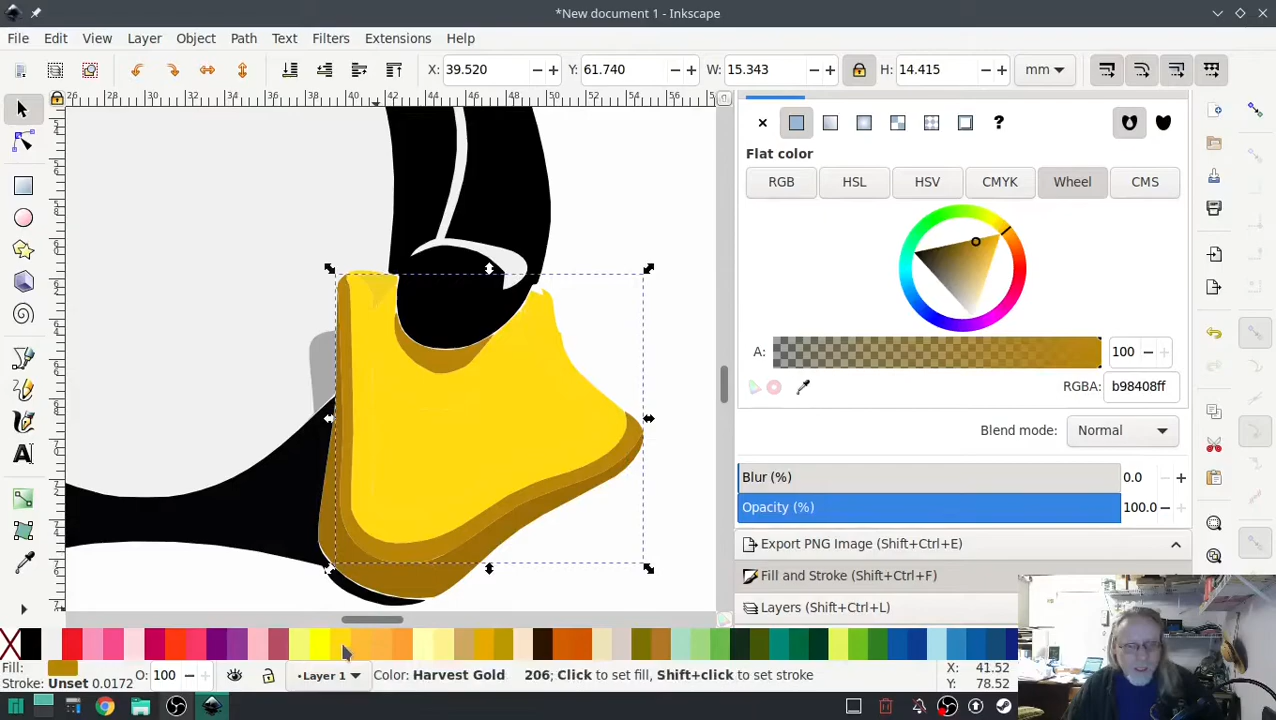 *New document 1 - Inkscape
File Edit View Layer Object Path Text Filters Extensions Help
X: 39.520 Y: 61.740 W: 15.343 H: 14.415 mm
Flat color
RGB HSL HSV CMYK Wheel CMS
A: 100
RGBA: b98408ff
Blend mode: Normal
Blur (%) 0.0
Opacity (%) 100.0
Export PNG Image (Shift+Ctrl+E)
Fill and Stroke (Shift+Ctrl+F)
Layers (Shift+Ctrl+L)
Fill:
Stroke: Unset 0.0172 O: 100 •Layer 1 Color: Harvest Gold 206; Click to set fill, Shift+click to set stroke X: 41.52
Y: 78.52